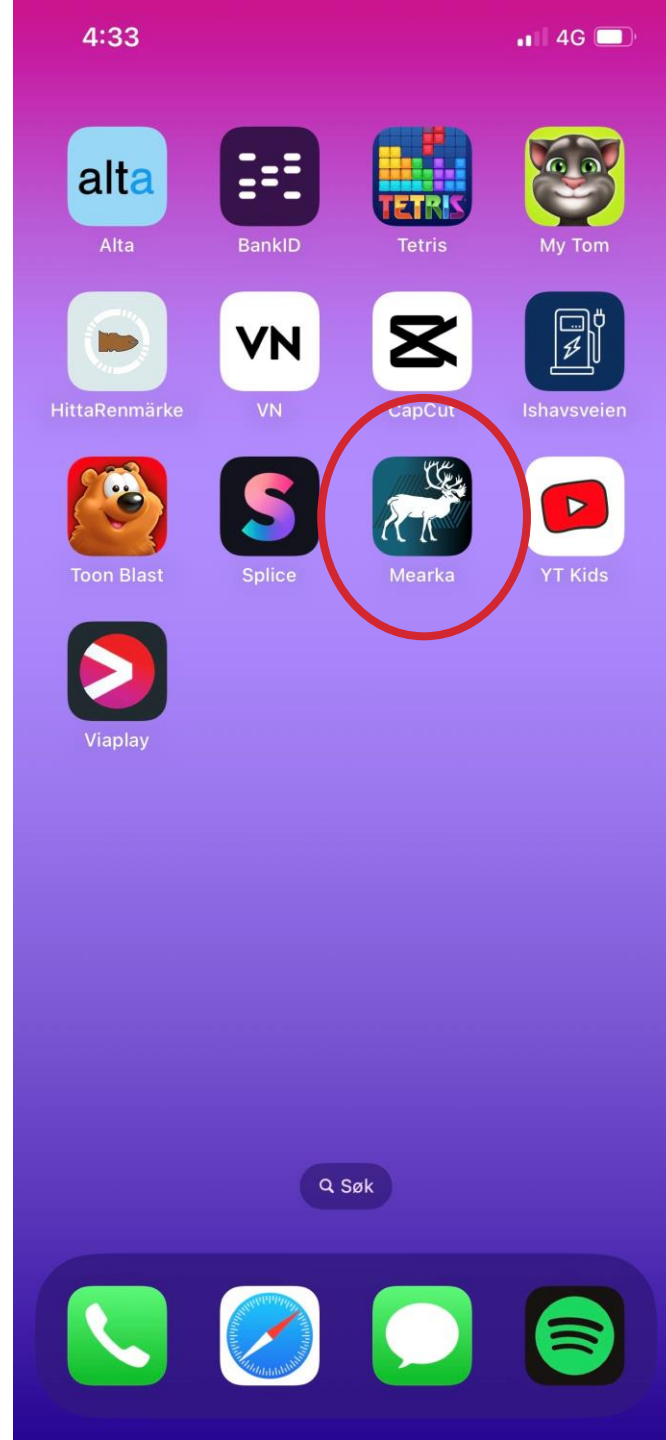 4:33 4G
alta TETRIS
Alta BankID Tetris My Tom
VN
HittaRenmärke VN CapCut Ishavsveien
S
Toon Blast Splice Mearka YT Kids
Viaplay
Søk